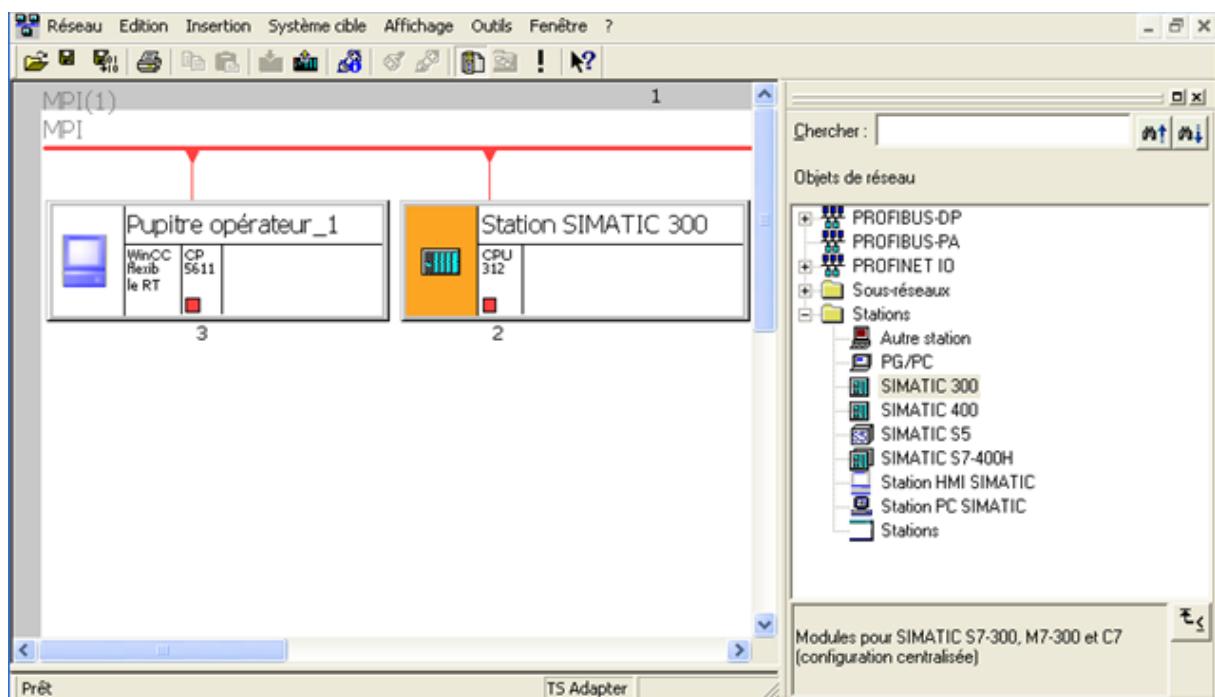 Réseau Edition Insertion Système cible Affichage Outils Fenêtre ?
MPI(1)
1
MPI
Pupitre opérateur_1
WinCC
flexib
le RT
CP
5611
3
Station SIMATIC 300
CPU
312
2
Chercher :
Objets de réseau
PROFIBUS-DP
PROFIBUS-PA
PROFINET IO
Sous-réseaux
Stations
Autre station
PG/PC
SIMATIC 300
SIMATIC 400
SIMATIC S5
SIMATIC S7-400H
Station HMI SIMATIC
Station PC SIMATIC
Stations
Modules pour SIMATIC S7-300, M7-300 et C7
(configuration centralisée)
Prêt
TS Adapter